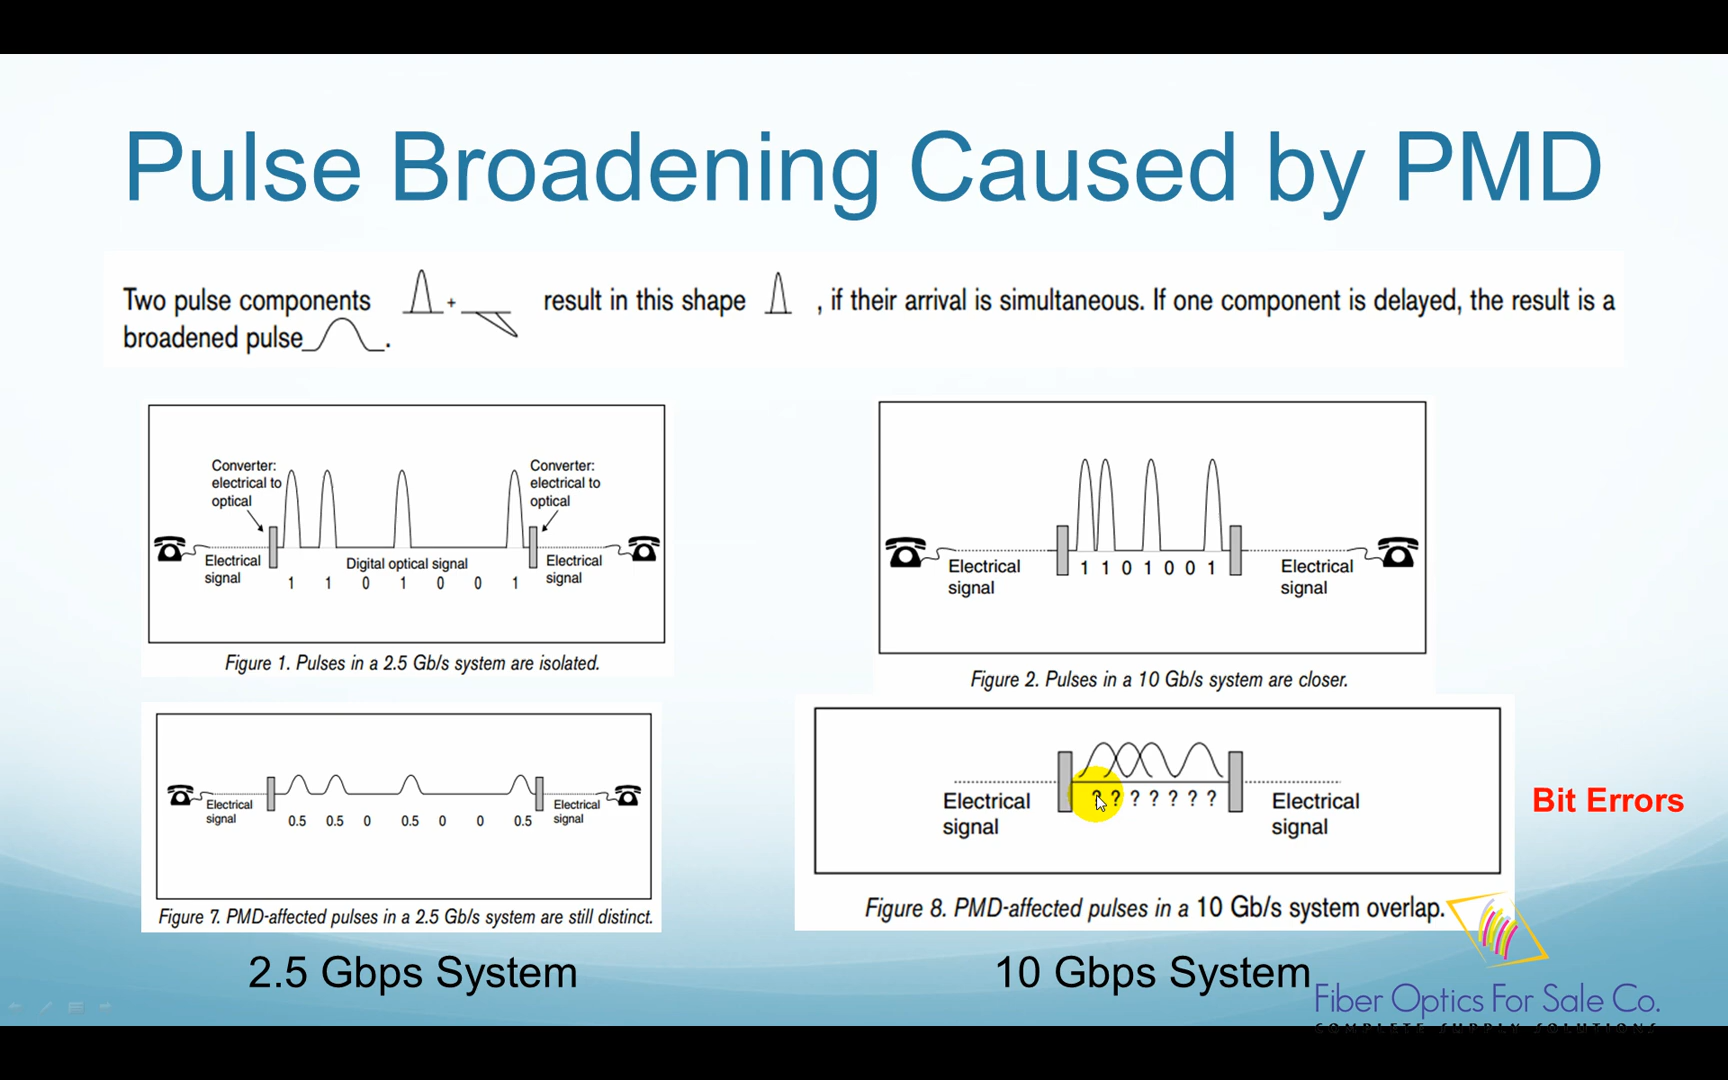 Pulse Broadening Caused by PMD
Two pulse components + result in this shape , if their arrival is simultaneous. If one component is delayed, the result is a
broadened pulse .
Converter:
electrical to
optical
Converter:
electrical to
optical
Electrical
signal
Digital optical signal
Electrical
signal
1 1 0 1 0 0 1
Figure 1. Pulses in a 2.5 Gb/s system are isolated.
Electrical
signal
1 1 0 1 0 0 1
Electrical
signal
Figure 2. Pulses in a 10 Gb/s system are closer.
Electrical
signal
0.5 0.5 0 0.5 0 0 0.5
Electrical
signal
Figure 7. PMD-affected pulses in a 2.5 Gb/s system are still distinct.
Electrical
signal
? ? ? ? ? ? ?
Electrical
signal
Bit Errors
Figure 8. PMD-affected pulses in a 10 Gb/s system overlap.
2.5 Gbps System
10 Gbps System
Fiber Optics For Sale Co.
COMPLETE SUPPLY SOLUTIONS